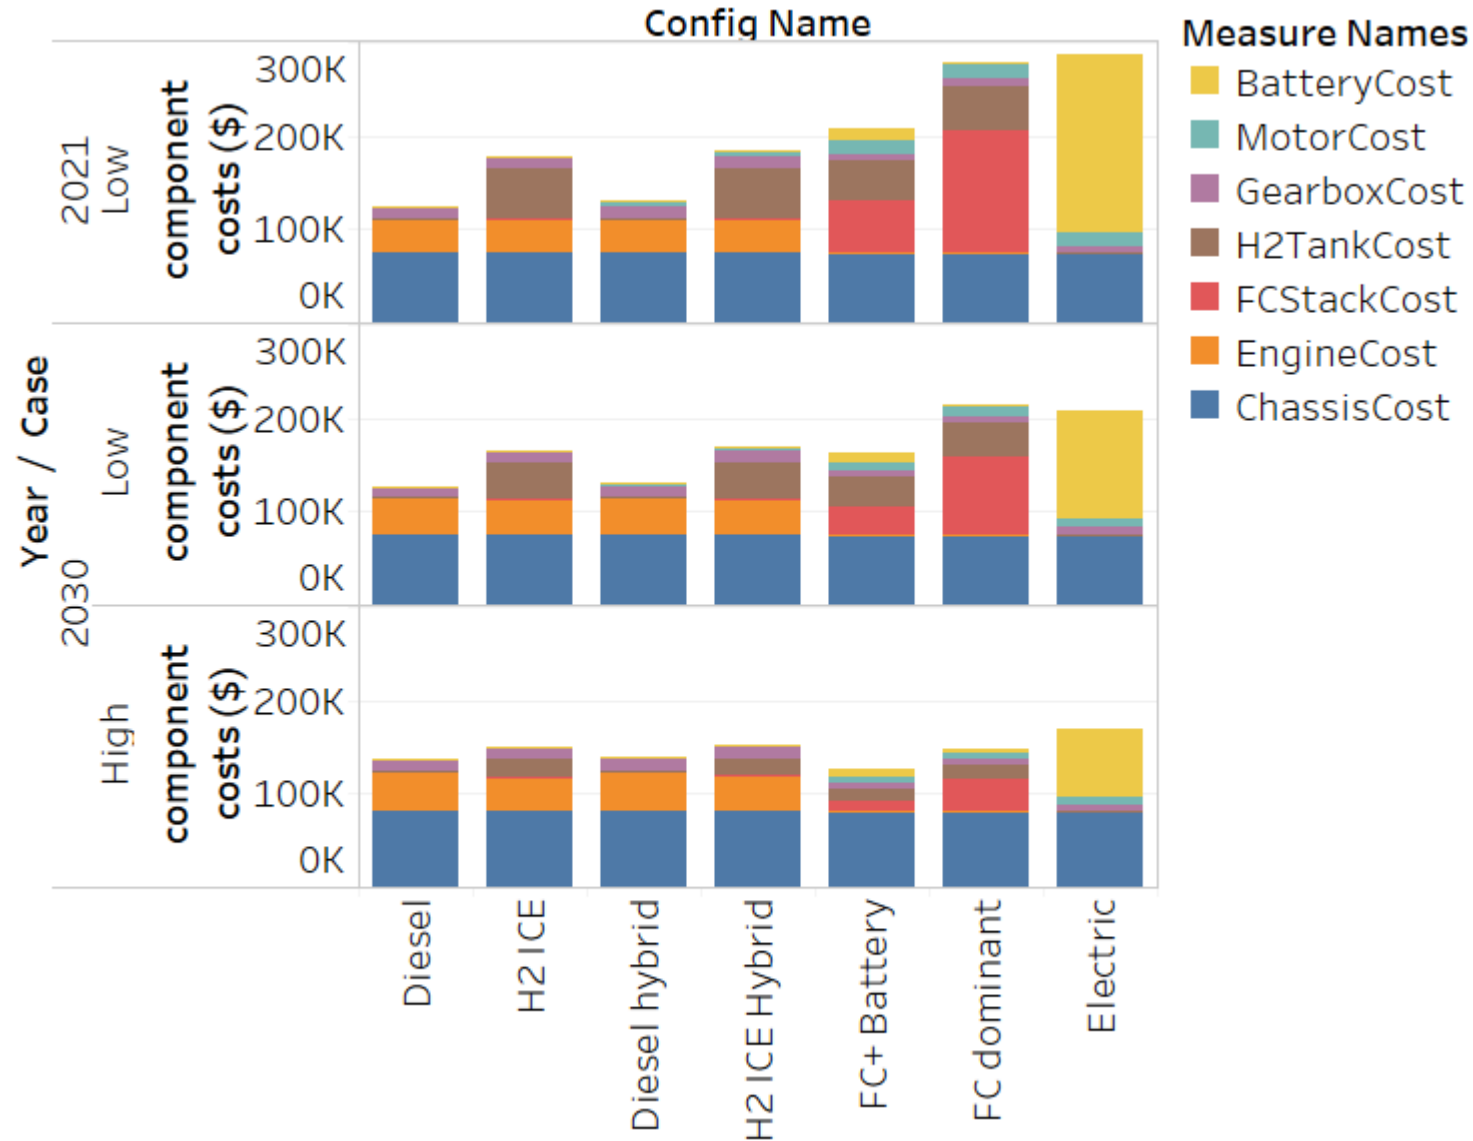 Config Name
Measure Names
BatteryCost
MotorCost
GearboxCost
H2TankCost
FCStackCost
EngineCost
ChassisCost
Year / Case
2021
Low
component
costs ($)
300K
200K
100K
0K
2030
Low
component
costs ($)
300K
200K
100K
0K
High
component
costs ($)
300K
200K
100K
0K
Diesel
H2 ICE
Diesel hybrid
H2 ICE Hybrid
FC+ Battery
FC dominant
Electric